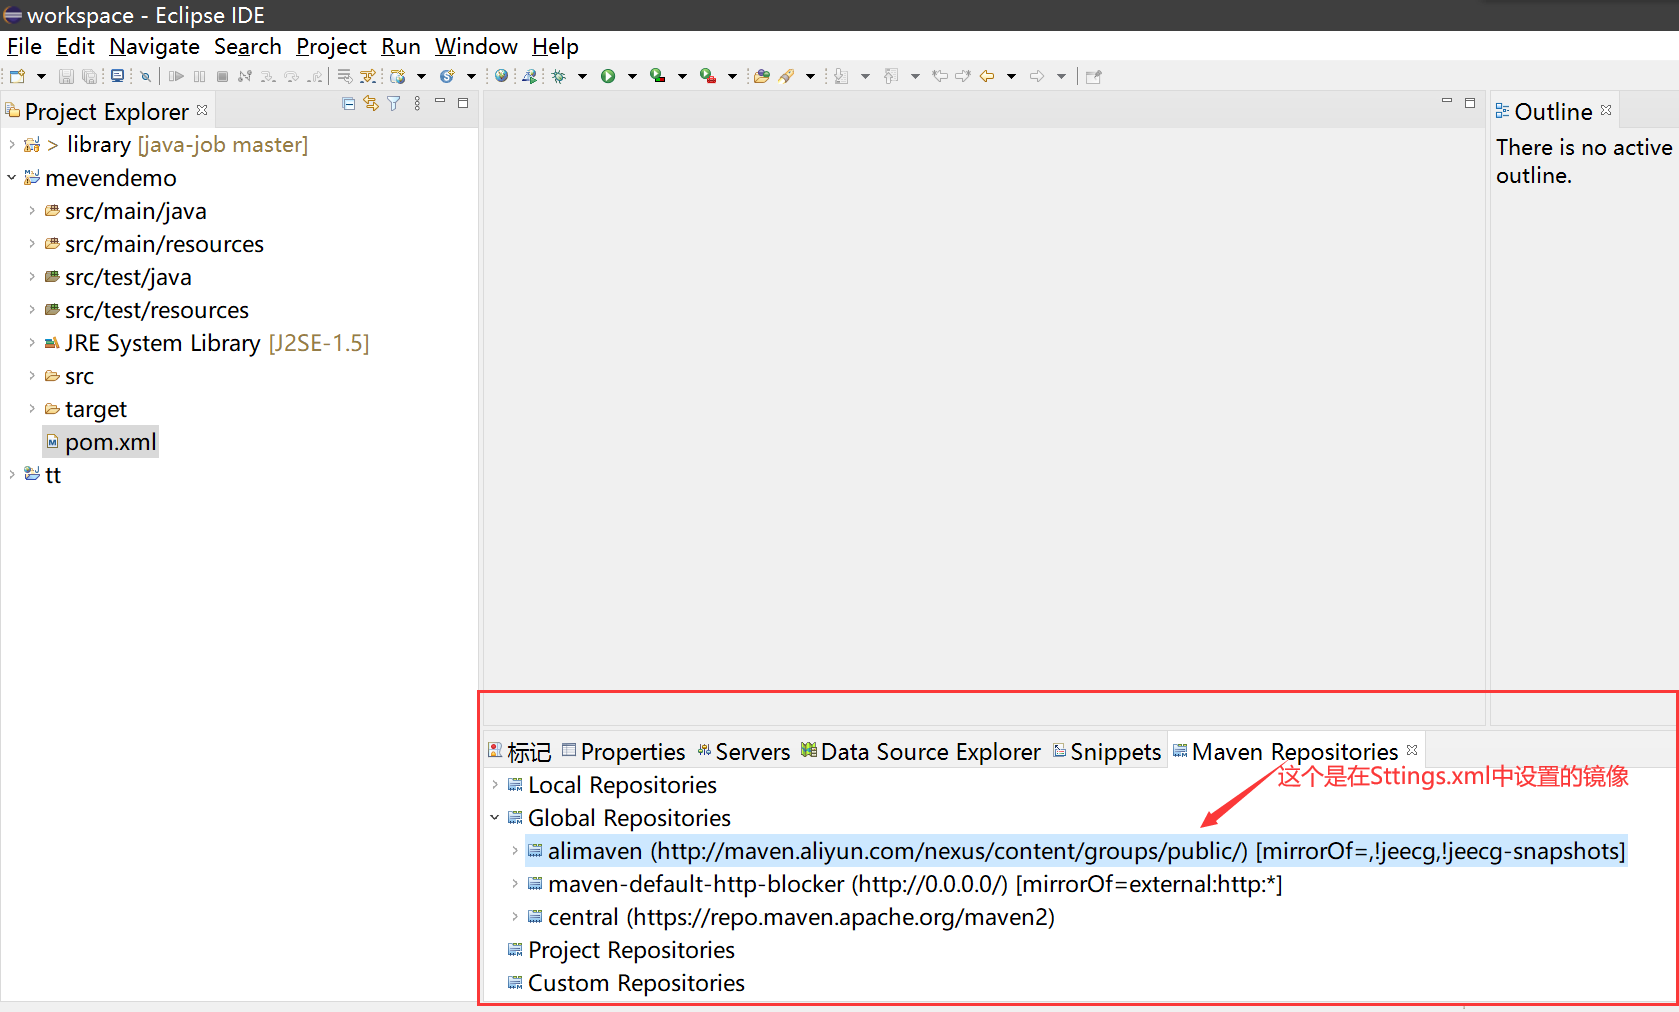 workspace - Eclipse IDE
File Edit Navigate Search Project Run Window Help
Project Explorer
> library [java-job master]
mevendemo
src/main/java
src/main/resources
src/test/java
src/test/resources
JRE System Library [J2SE-1.5]
src
target
pom.xml
tt
Outline
There is no active
outline.
标记 Properties Servers Data Source Explorer Snippets Maven Repositories
这个是在Sttings.xml中设置的镜像
Local Repositories
Global Repositories
alimaven (http://maven.aliyun.com/nexus/content/groups/public/) [mirrorOf=,!jeecg,!jeecg-snapshots]
maven-default-http-blocker (http://0.0.0.0/) [mirrorOf=external:http:*]
central (https://repo.maven.apache.org/maven2)
Project Repositories
Custom Repositories